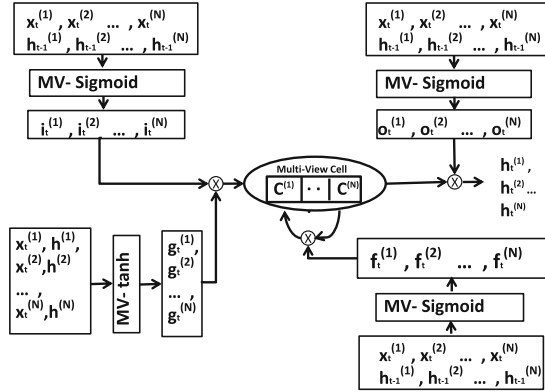 xₜ⁽¹⁾ , xₜ⁽²⁾ ... , xₜ⁽ᴺ⁾
hₜ₋₁⁽¹⁾ , hₜ₋₁⁽²⁾ ... , hₜ₋₁⁽ᴺ⁾
MV- Sigmoid
iₜ⁽¹⁾ , iₜ⁽²⁾ ... , iₜ⁽ᴺ⁾
xₜ⁽¹⁾ , xₜ⁽²⁾ ... , xₜ⁽ᴺ⁾
hₜ₋₁⁽¹⁾ , hₜ₋₁⁽²⁾ ... , hₜ₋₁⁽ᴺ⁾
MV- Sigmoid
oₜ⁽¹⁾ , oₜ⁽²⁾ ... , oₜ⁽ᴺ⁾
Multi-View Cell
C⁽¹⁾ · · C⁽ᴺ⁾
hₜ⁽¹⁾ ,
hₜ⁽²⁾ ...
hₜ⁽ᴺ⁾
xₜ⁽¹⁾, h⁽¹⁾,
xₜ⁽²⁾,h⁽²⁾
... ,
xₜ⁽ᴺ⁾,h⁽ᴺ⁾
MV- tanh
gₜ⁽¹⁾,
gₜ⁽²⁾
... ,
gₜ⁽ᴺ⁾
fₜ⁽¹⁾ , fₜ⁽²⁾ ... , fₜ⁽ᴺ⁾
MV- Sigmoid
xₜ⁽¹⁾ , xₜ⁽²⁾ ... , xₜ⁽ᴺ⁾
hₜ₋₁⁽¹⁾ , hₜ₋₁⁽²⁾ ... , hₜ₋₁⁽ᴺ⁾